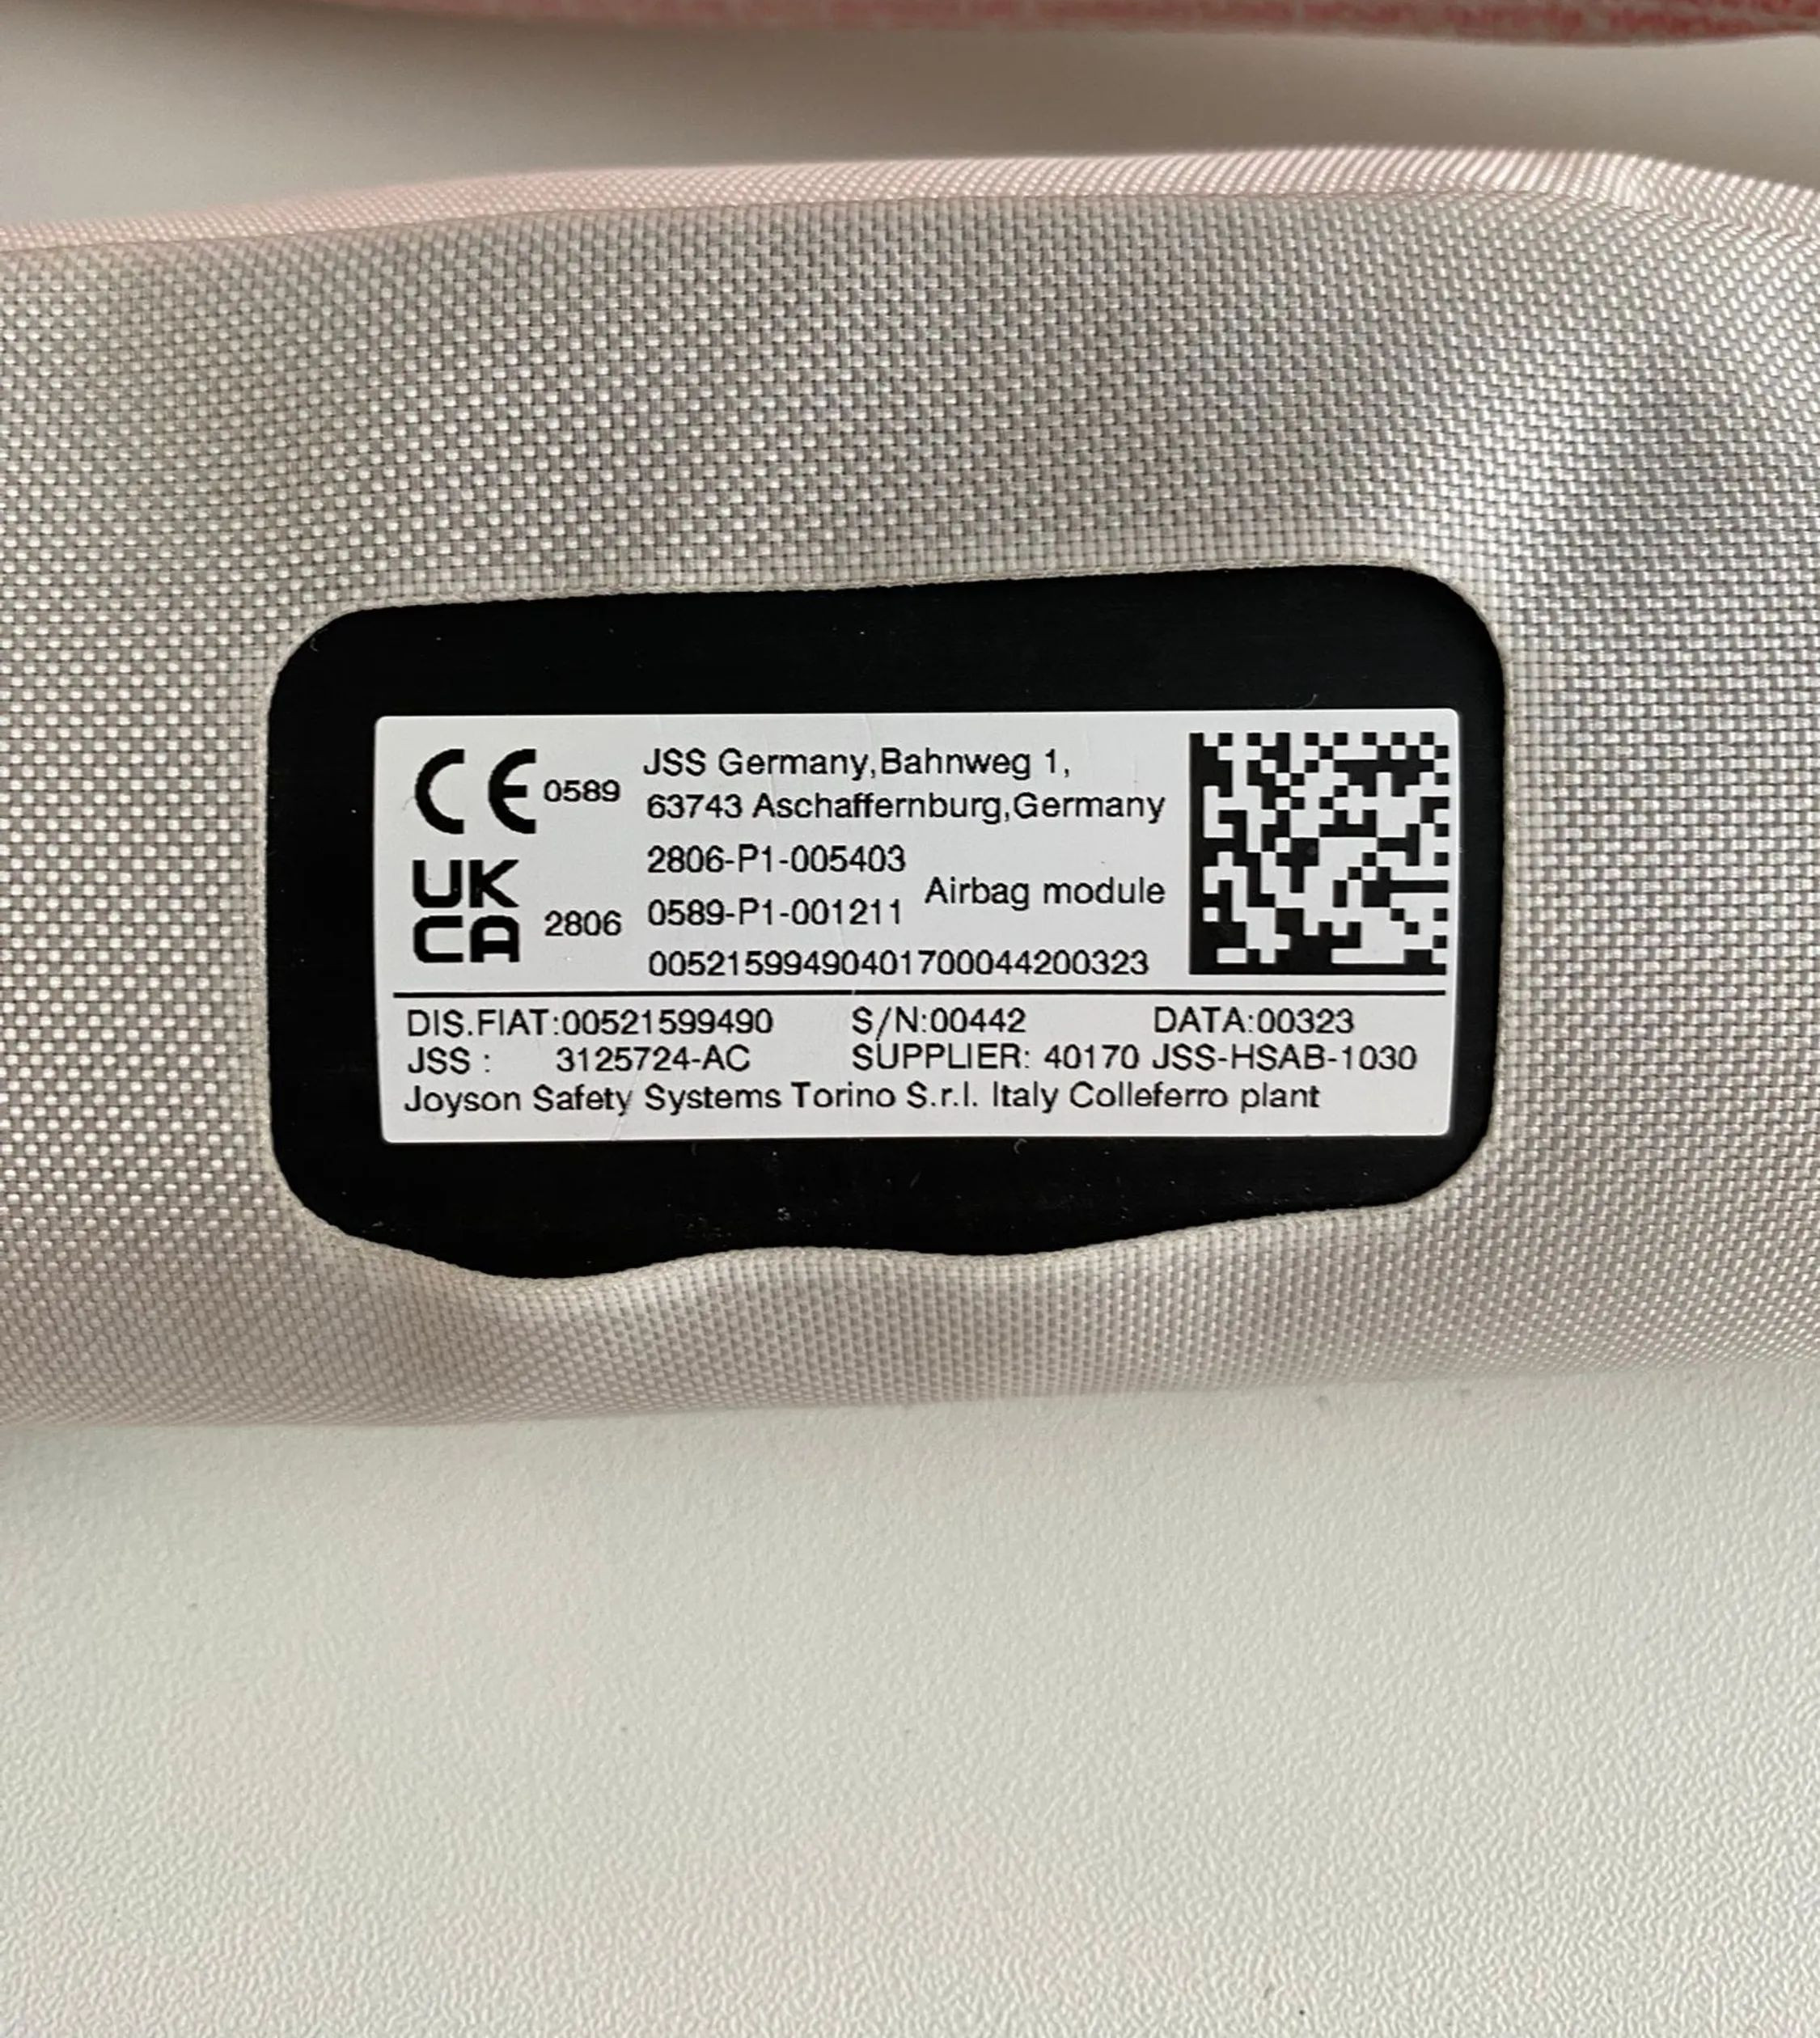 CE 0589 JSS Germany,Bahnweg 1,
63743 Aschaffernburg,Germany
2806-P1-005403
UK
CA 2806 0589-P1-001211 Airbag module
00521599490401700044200323
DIS.FIAT:00521599490 S/N:00442 DATA:00323
JSS : 3125724-AC SUPPLIER: 40170 JSS-HSAB-1030
Joyson Safety Systems Torino S.r.l. Italy Colleferro plant